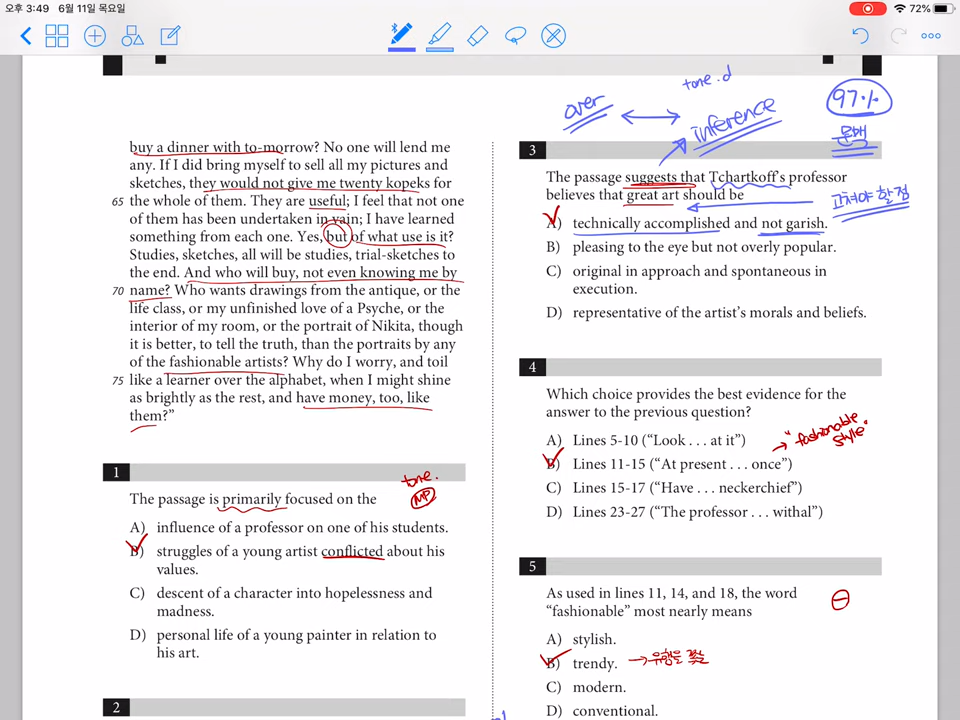 오후 3:49 6월 11일 목요일
72%
buy a dinner with to-morrow? No one will lend me
any. If I did bring myself to sell all my pictures and
sketches, they would not give me twenty kopeks for
65 the whole of them. They are useful; I feel that not one
of them has been undertaken in vain; I have learned
something from each one. Yes, but of what use is it?
Studies, sketches, all will be studies, trial-sketches to
the end. And who will buy, not even knowing me by
70 name? Who wants drawings from the antique, or the
life class, or my unfinished love of a Psyche, or the
interior of my room, or the portrait of Nikita, though
it is better, to tell the truth, than the portraits by any
of the fashionable artists? Why do I worry, and toil
75 like a learner over the alphabet, when I might shine
as brightly as the rest, and have money, too, like
them?”
1
tone.
MP
The passage is primarily focused on the
A) influence of a professor on one of his students.
B) struggles of a young artist conflicted about his
values.
C) descent of a character into hopelessness and
madness.
D) personal life of a young painter in relation to
his art.
2
over
tone.d
inference
97%
문맥
3
The passage suggests that Tchartkoff’s professor
believes that great art should be
고쳐야 할 점
A) technically accomplished and not garish.
B) pleasing to the eye but not overly popular.
C) original in approach and spontaneous in
execution.
D) representative of the artist’s morals and beliefs.
4
Which choice provides the best evidence for the
answer to the previous question?
A) Lines 5-10 (“Look . . . at it”)
→ "fashionable
style"
B) Lines 11-15 (“At present . . . once”)
C) Lines 15-17 (“Have . . . neckerchief”)
D) Lines 23-27 (“The professor . . . withal”)
5
As used in lines 11, 14, and 18, the word
“fashionable” most nearly means
A) stylish.
B) trendy. → 유행을 쫓는
C) modern.
D) conventional.